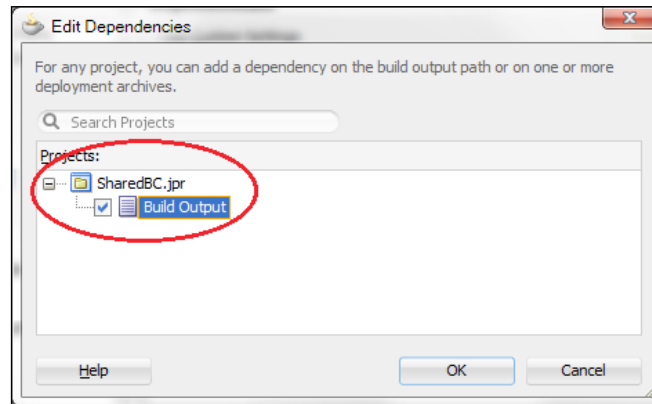 Edit Dependencies
For any project, you can add a dependency on the build output path or on one or more
deployment archives.
Search Projects
Projects:
SharedBC.jpr
Build Output
Help
OK
Cancel